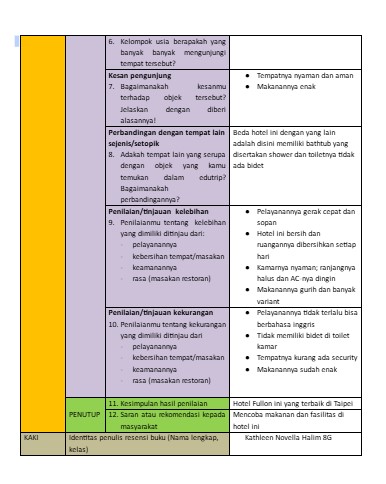 6. Kelompok usia berapakah yang
banyak banyak mengunjungi
tempat tersebut?
Kesan pengunjung
7. Bagaimanakah kesanmu
terhadap objek tersebut?
Jelaskan dengan diberi
alasannya!
● Tempatnya nyaman dan aman
● Makanannya enak
Perbandingan dengan tempat lain
sejenis/setopik
8. Adakah tempat lain yang serupa
dengan objek yang kamu
temukan dalam edutrip?
Bagaimanakah
perbandingannya?
Beda hotel ini dengan yang lain
adalah disini memiliki bathtub yang
disertakan shower dan toiletnya tidak
ada bidet
Penilaian/tinjauan kelebihan
9. Penilaianmu tentang kelebihan
yang dimiliki ditinjau dari:
- pelayanannya
- kebersihan tempat/masakan
- keamanannya
- rasa (masakan restoran)
● Pelayanannya gerak cepat dan
sopan
● Hotel ini bersih dan
ruangannya dibersihkan setiap
hari
● Kamarnya nyaman; ranjangnya
halus dan AC-nya dingin
● Makanannya gurih dan banyak
variant
Penilaian/tinjauan kekurangan
10. Penilaianmu tentang kekurangan
yang dimiliki ditinjau dari
- pelayanannya
- kebersihan tempat/masakan
- keamanannya
- rasa (masakan restoran)
● Pelayanannya tidak terlalu bisa
berbahasa inggris
● Tidak memiliki bidet di toilet
kamar
● Tempatnya kurang ada security
● Makanannya sudah enak
PENUTUP
11. Kesimpulan hasil penilaian
Hotel Fullon ini yang terbaik di Taipei
12. Saran atau rekomendasi kepada
masyarakat
Mencoba makanan dan fasilitas di
hotel ini
KAKI
Identitas penulis resensi buku (Nama lengkap,
kelas)
Kathleen Novella Halim 8G